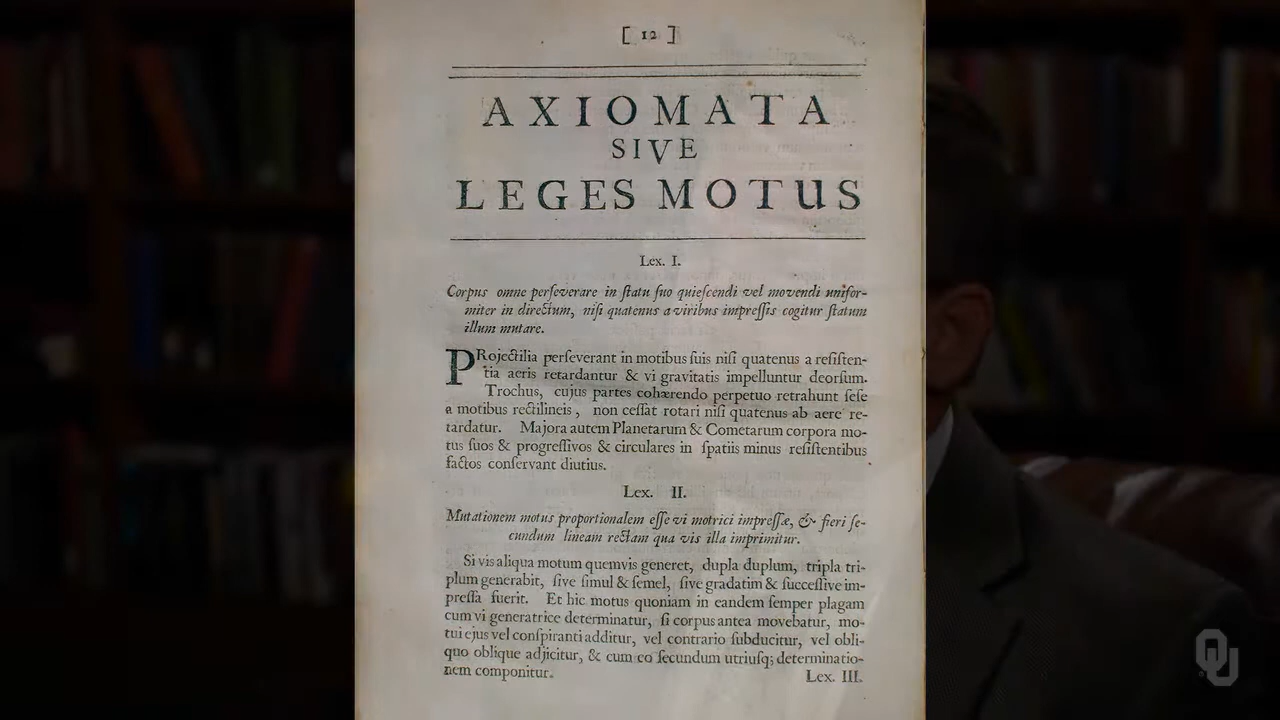 [ 12 ]
AXIOMATA
SIVE
LEGES MOTUS
Lex. I.
Corpus omne perſeverare in ſtatu ſuo quieſcendi vel movendi unifor-
miter in directum, niſi quatenus a viribus impreſſis cogitur ſtatum
illum mutare.
PRojectilia perſeverant in motibus ſuis niſi quatenus a reſiſten-
tia aeris retardantur & vi gravitatis impelluntur deorſum.
Trochus, cujus partes cohærendo perpetuo retrahunt ſeſe
a motibus rectilineis, non ceſſat rotari niſi quatenus ab aere re-
tardatur. Majora autem Planetarum & Cometarum corpora mo-
tus ſuos & progreſſivos & circulares in ſpatiis minus reſiſtentibus
factos conſervant diutius.
Lex. II.
Mutationem motus proportionalem eſſe vi motrici impreſſæ, & fieri ſe-
cundum lineam rectam qua vis illa imprimitur.
Si vis aliqua motum quemvis generet, dupla duplum, tripla tri-
plum generabit, ſive ſimul & ſemel, ſive gradatim & ſucceſſive im-
preſſa fuerit. Et hic motus quoniam in eandem ſemper plagam
cum vi generatrice determinatur, ſi corpus antea movebatur, mo-
tui ejus vel conſpiranti additur, vel contrario ſubducitur, vel obli-
quo oblique adjicitur, & cum eo ſecundum utriuſq; determinatio-
nem componitur.
Lex. III.
OU